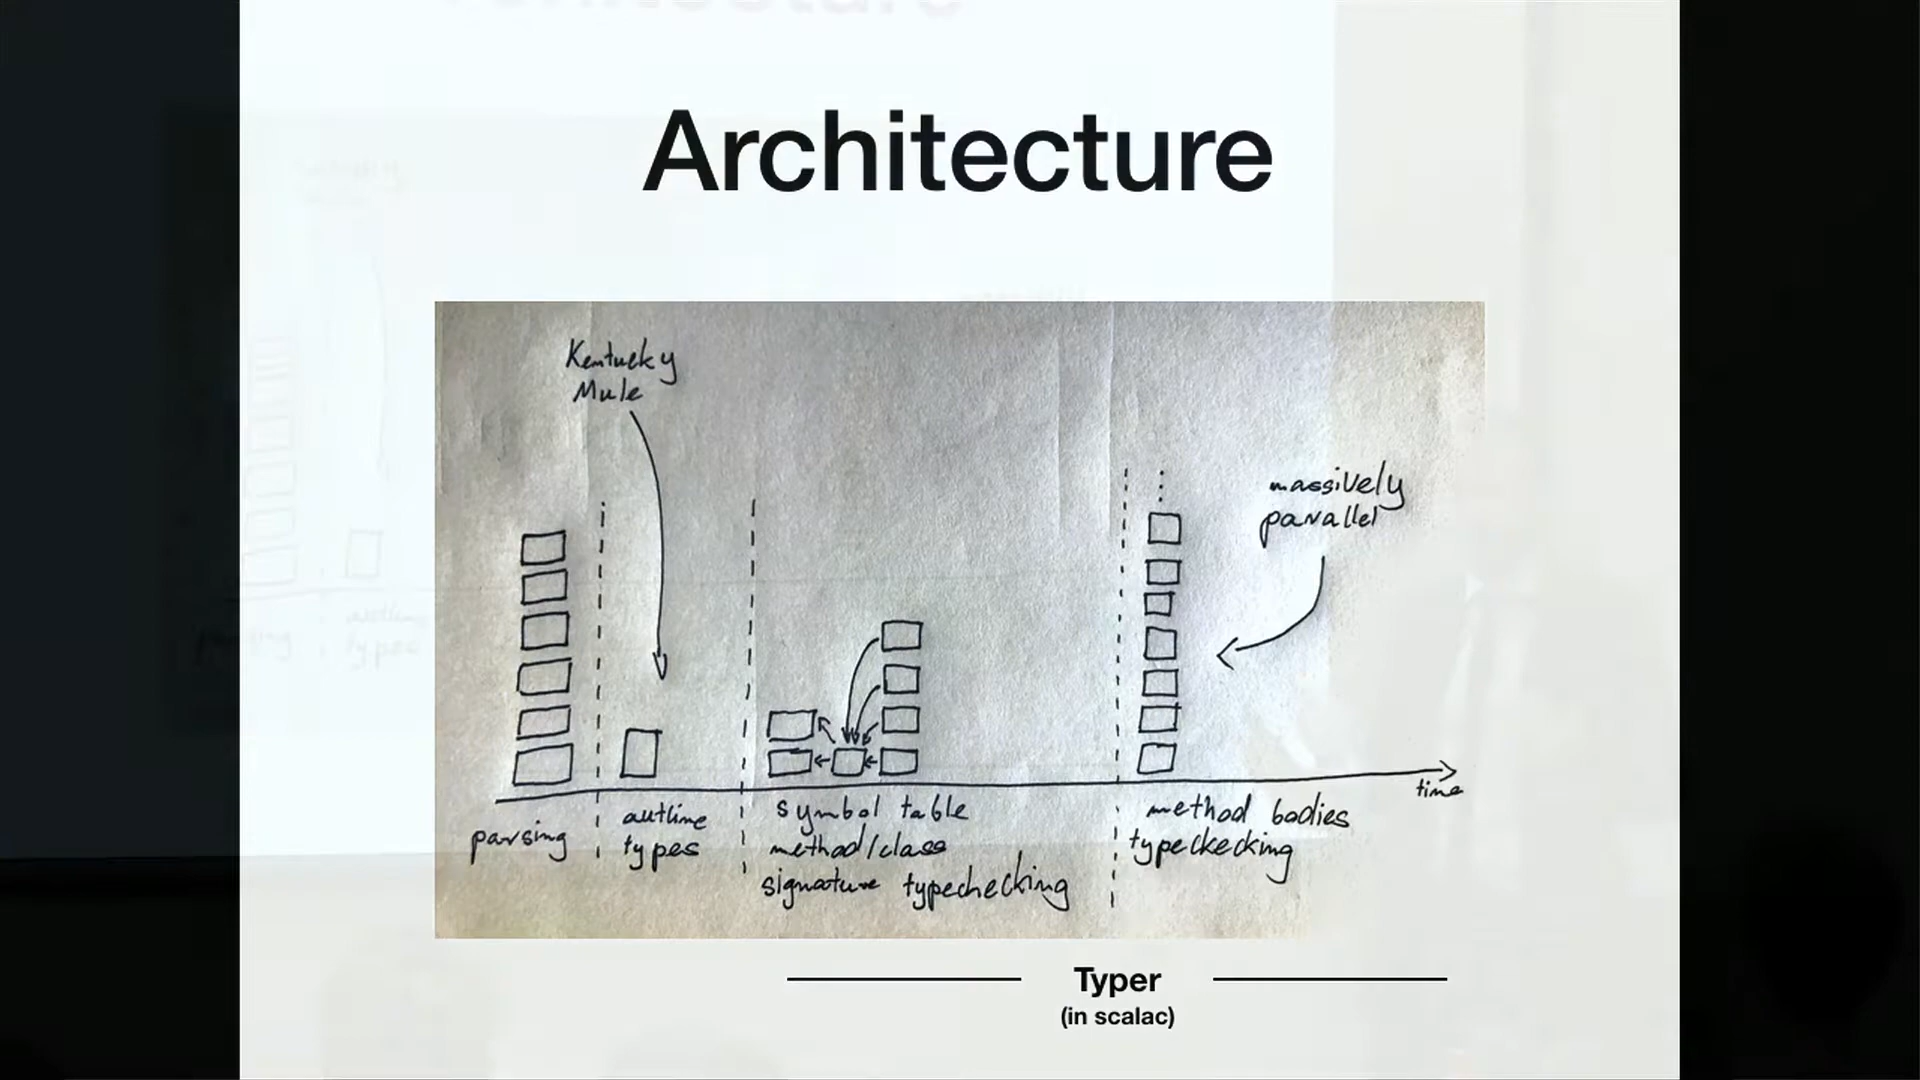 Architecture
Kentucky
Mule
massively
parallel
time
parsing
outline
types
symbol table
method/class
signature typechecking
method bodies
typeckecking
Typer
(in scalac)